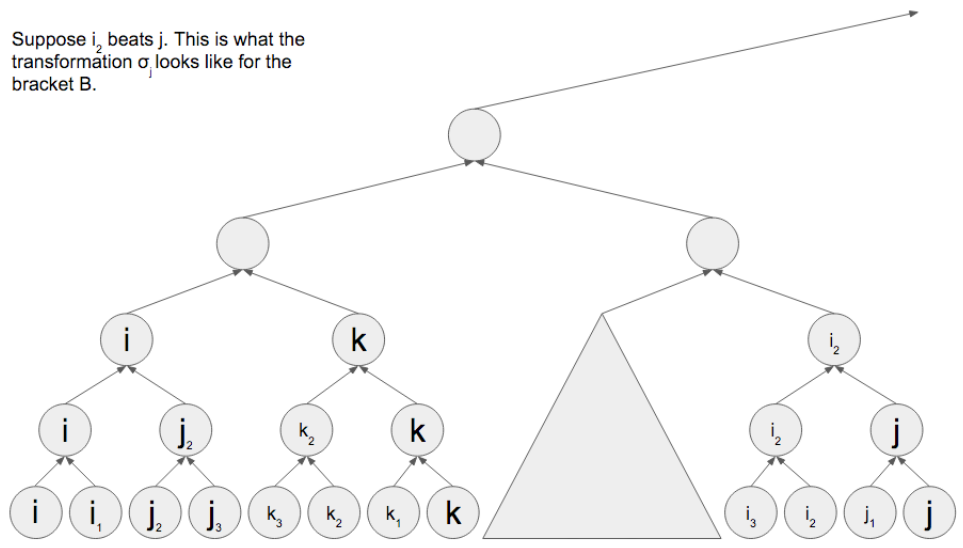 Suppose i₂ beats j. This is what the
transformation σⱼ looks like for the
bracket B.
i k i₂
i j₂ k₂ k i₂ j
i i₁ j₂ j₃ k₃ k₂ k₁ k i₃ i₂ j₁ j